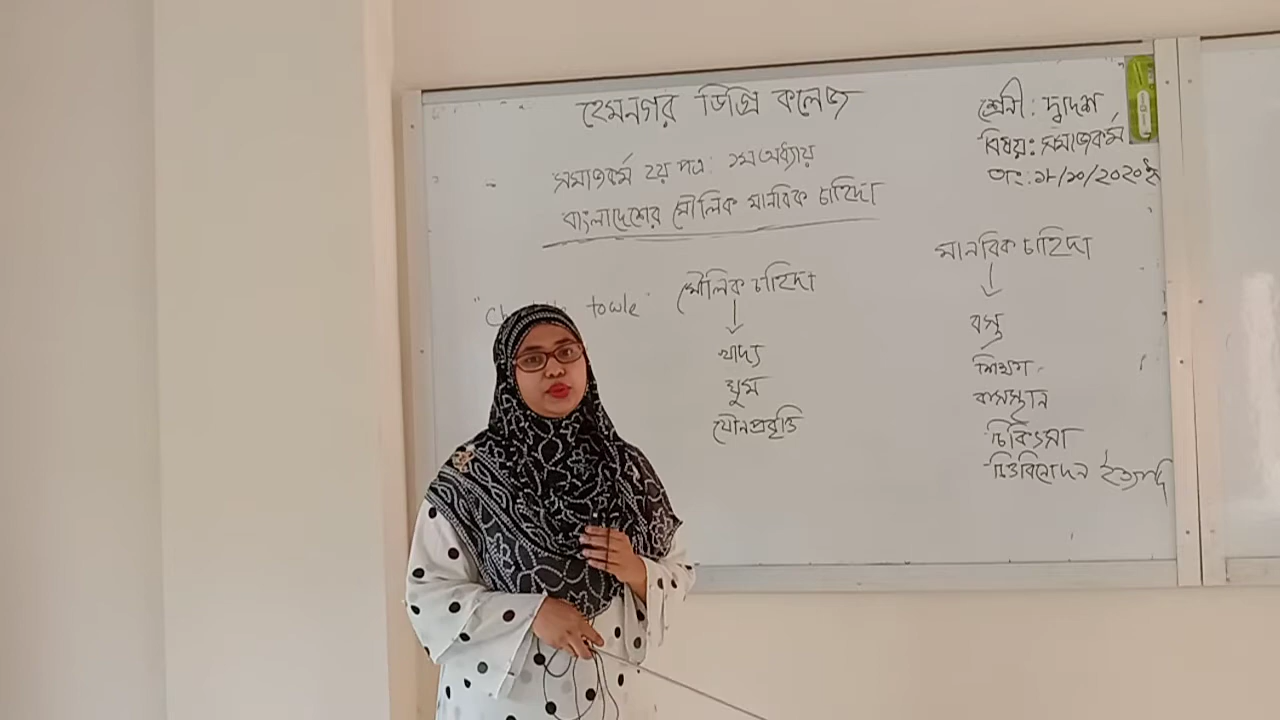 হেমনগর ডিগ্রি কলেজ
শ্রেনী: দ্বাদশ
বিষয়: সমাজকর্ম
সমাজকর্ম ২য় পত্র: ১ম অধ্যায়
তাং: ১৮/১০/২০২০ইং
বাংলাদেশের মৌলিক মানবিক চাহিদা
মৌলিক চাহিদা
খাদ্য
ঘুম
যৌনপ্রবৃত্তি
মানবিক চাহিদা
বস্ত্র
শিক্ষা
বাসস্থান
চিকিৎসা
চিত্তবিনোদন ইত্যাদি
towle"